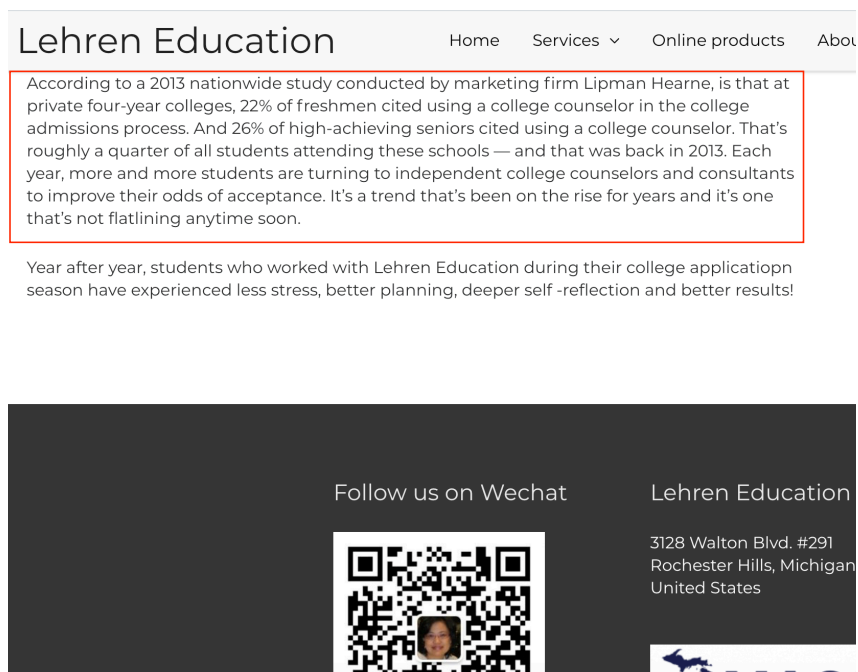 Lehren Education
Home Services Online products Abou
According to a 2013 nationwide study conducted by marketing firm Lipman Hearne, is that at
private four-year colleges, 22% of freshmen cited using a college counselor in the college
admissions process. And 26% of high-achieving seniors cited using a college counselor. That’s
roughly a quarter of all students attending these schools — and that was back in 2013. Each
year, more and more students are turning to independent college counselors and consultants
to improve their odds of acceptance. It’s a trend that’s been on the rise for years and it’s one
that’s not flatlining anytime soon.
Year after year, students who worked with Lehren Education during their college applicatiopn
season have experienced less stress, better planning, deeper self -reflection and better results!
Follow us on Wechat
Lehren Education
3128 Walton Blvd. #291
Rochester Hills, Michigan
United States